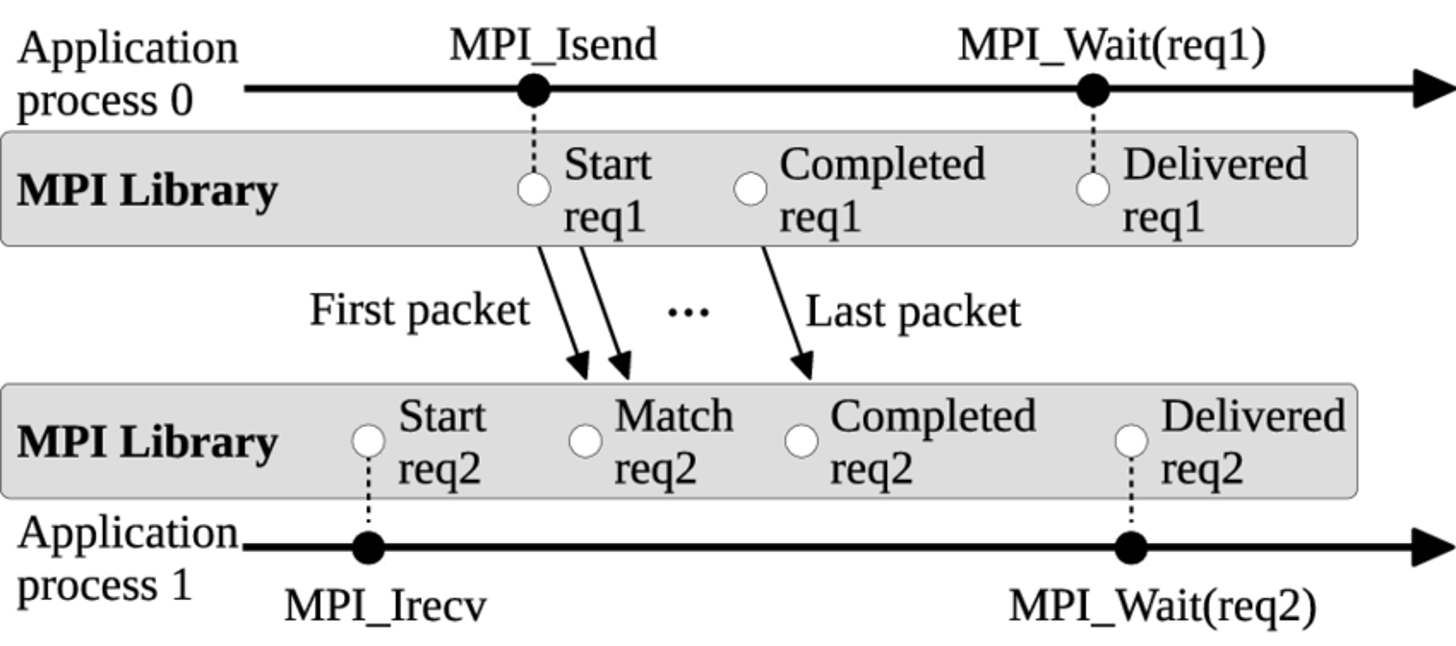 Application
process 0
MPI_Isend
MPI_Wait(req1)
MPI Library
Start
req1
Completed
req1
Delivered
req1
First packet
...
Last packet
MPI Library
Start
req2
Match
req2
Completed
req2
Delivered
req2
Application
process 1
MPI_Irecv
MPI_Wait(req2)